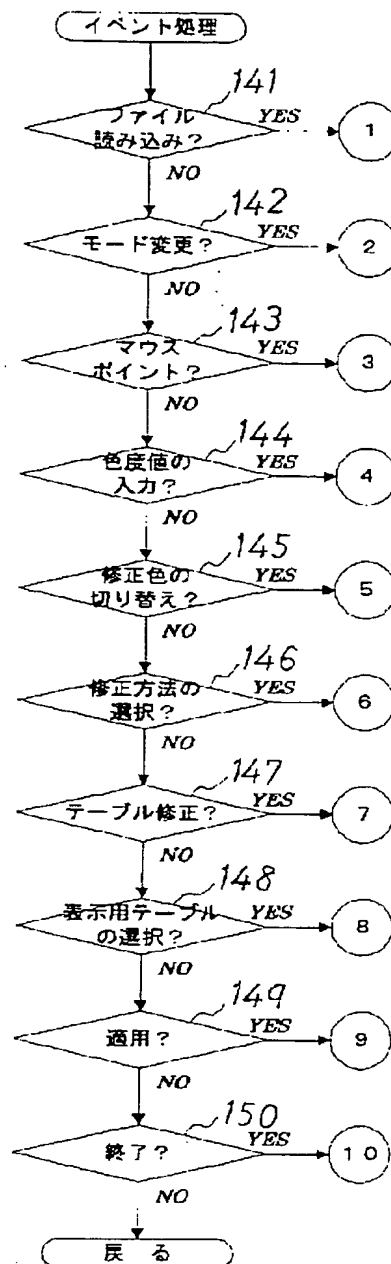 イベント処理
141
ファイル
読み込み?
YES
1
NO
142
モード変更?
YES
2
NO
143
マウス
ポイント?
YES
3
NO
144
色度値の
入力?
YES
4
NO
145
修正色の
切り替え?
YES
5
NO
146
修正方法の
選択?
YES
6
NO
147
テーブル修正?
YES
7
NO
148
表示用テーブル
の選択?
YES
8
NO
149
適用?
YES
9
NO
150
終了?
YES
10
NO
戻る